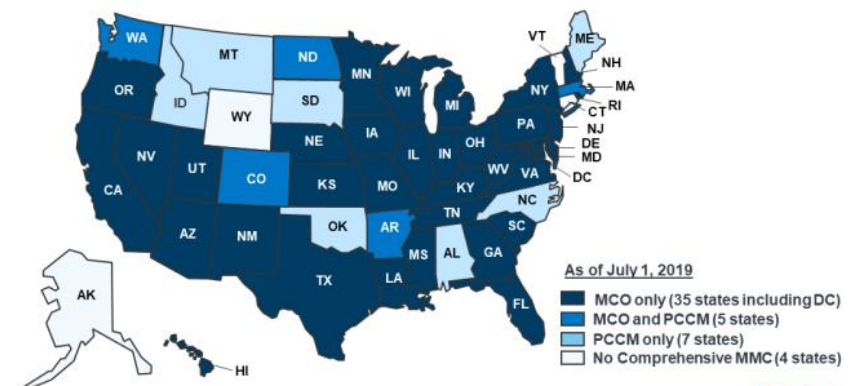 WA
MT
ND
MN
VT
ME
NH
MA
RI
CT
NJ
DE
MD
DC
OR
ID
WY
SD
WI
MI
NY
PA
NE
IA
IL
IN
OH
WV
VA
NV
UT
CO
KS
MO
KY
CA
AZ
NM
OK
AR
TN
NC
SC
TX
LA
MS
AL
GA
FL
AK
HI
As of July 1, 2019
MCO only (35 states including DC)
MCO and PCCM (5 states)
PCCM only (7 states)
No Comprehensive MMC (4 states)